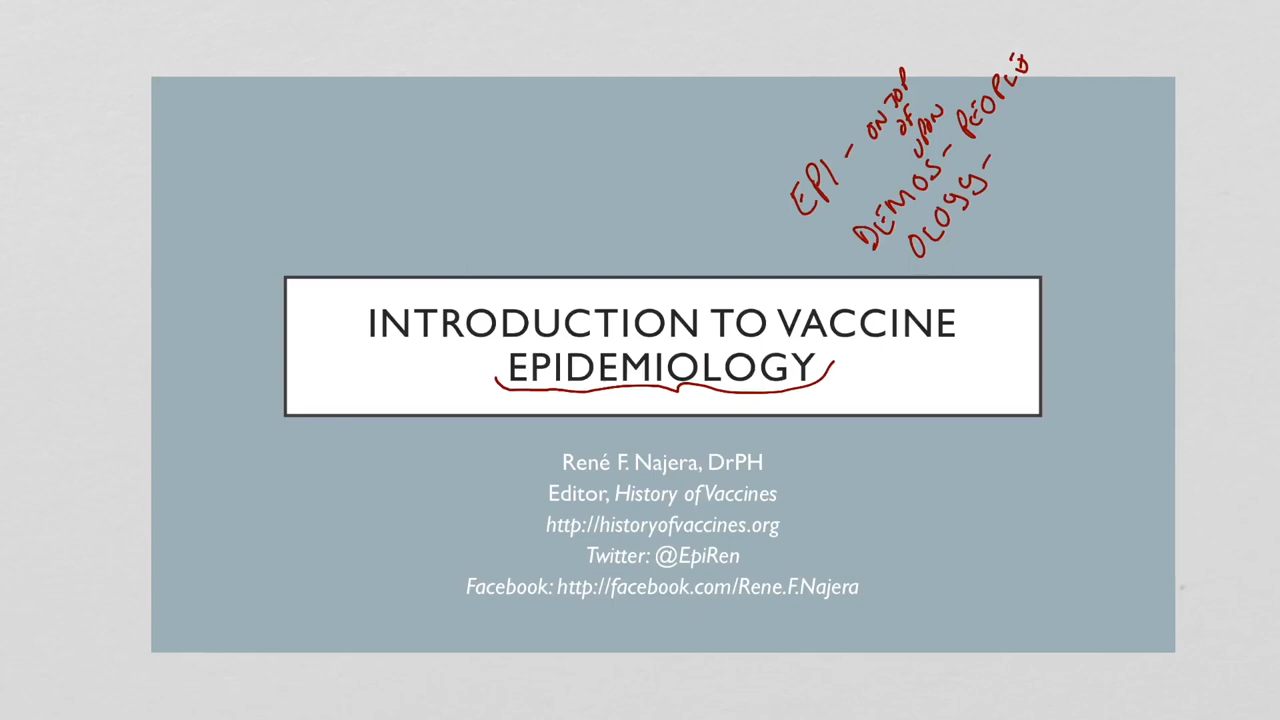 EPI – ON TOP
OF
UPON
DEMOS – PEOPLE
OLOGY –
INTRODUCTION TO VACCINE
EPIDEMIOLOGY
René F. Najera, DrPH
Editor, History of Vaccines
http://historyofvaccines.org
Twitter: @EpiRen
Facebook: http://facebook.com/Rene.F.Najera